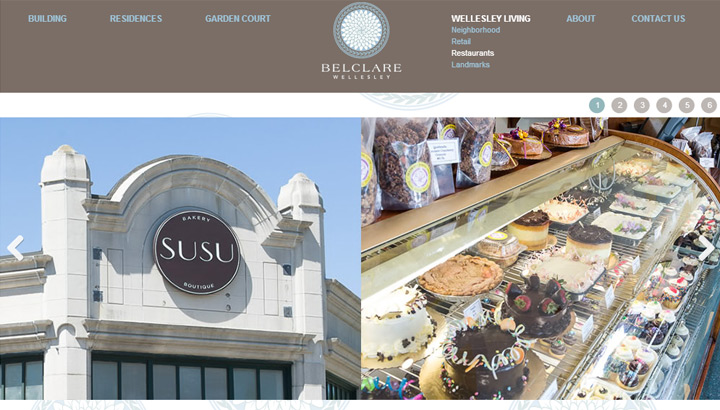 BUILDING
RESIDENCES
GARDEN COURT
BELCLARE
WELLESLEY
WELLESLEY LIVING
Neighborhood
Retail
Restaurants
Landmarks
ABOUT
CONTACT US
1 2 3 4 5 6
BAKERY
SUSU
BOUTIQUE